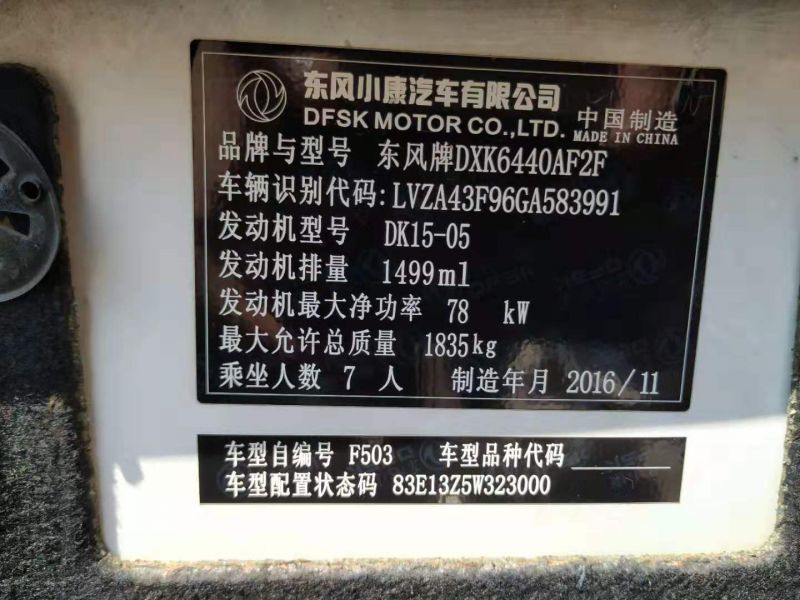 东风小康汽车有限公司
DFSK MOTOR CO.,LTD.
中国制造
MADE IN CHINA
品牌与型号 东风牌DXK6440AF2F
车辆识别代码:LVZA43F96GA583991
发动机型号 DK15-05
发动机排量 1499ml
发动机最大净功率 78 kW
最大允许总质量 1835kg
乘坐人数 7 人 制造年月 2016/11
车型自编号 F503 车型品种代码
车型配置状态码 83E13Z5W323000